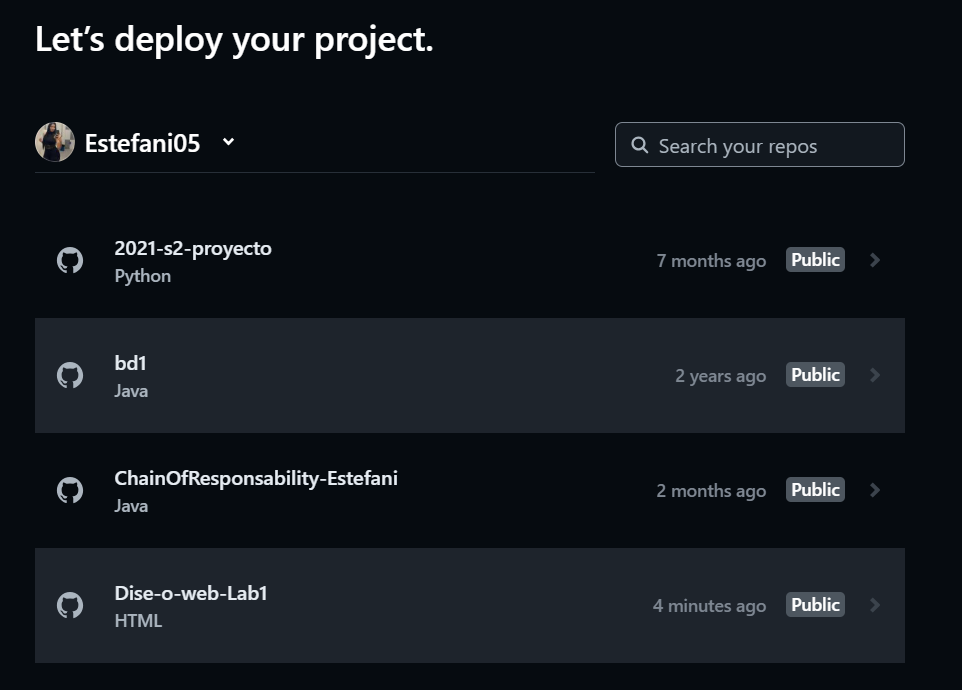 Let’s deploy your project.
Estefani05
Search your repos
2021-s2-proyecto
Python
7 months ago
Public
bd1
Java
2 years ago
Public
ChainOfResponsability-Estefani
Java
2 months ago
Public
Dise-o-web-Lab1
HTML
4 minutes ago
Public